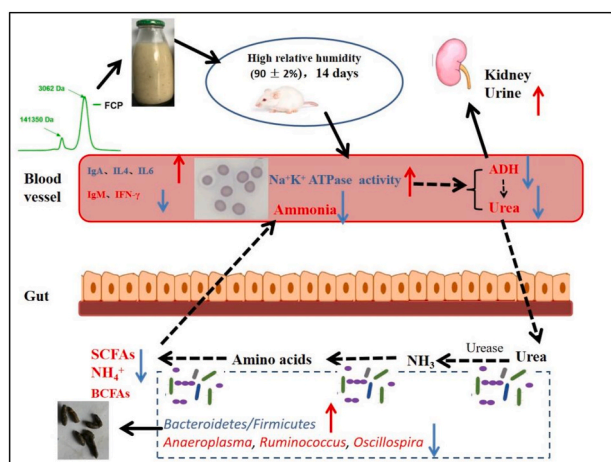 3062 Da
FCP
141350 Da
High relative humidity
(90 ± 2%), 14 days
Kidney
Urine
Blood
vessel
IgA、IL4、IL6
IgM、IFN-γ
Na⁺K⁺ ATPase activity
Ammonia
ADH
Urea
Gut
SCFAs
NH₄⁺
BCFAs
Amino acids
NH₃
Urease
Urea
Bacteroidetes/Firmicutes
Anaeroplasma, Ruminococcus, Oscillospira